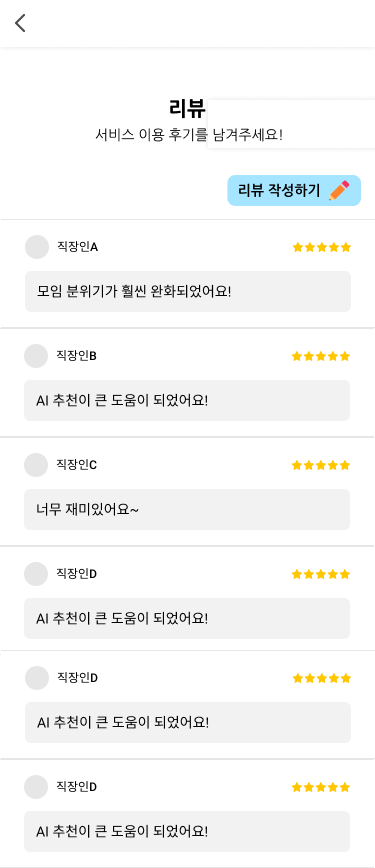 리뷰
서비스 이용 후기를 남겨주세요!
리뷰 작성하기
직장인A
모임 분위기가 훨씬 완화되었어요!
직장인B
AI 추천이 큰 도움이 되었어요!
직장인C
너무 재미있어요~
직장인D
AI 추천이 큰 도움이 되었어요!
직장인D
AI 추천이 큰 도움이 되었어요!
직장인D
AI 추천이 큰 도움이 되었어요!